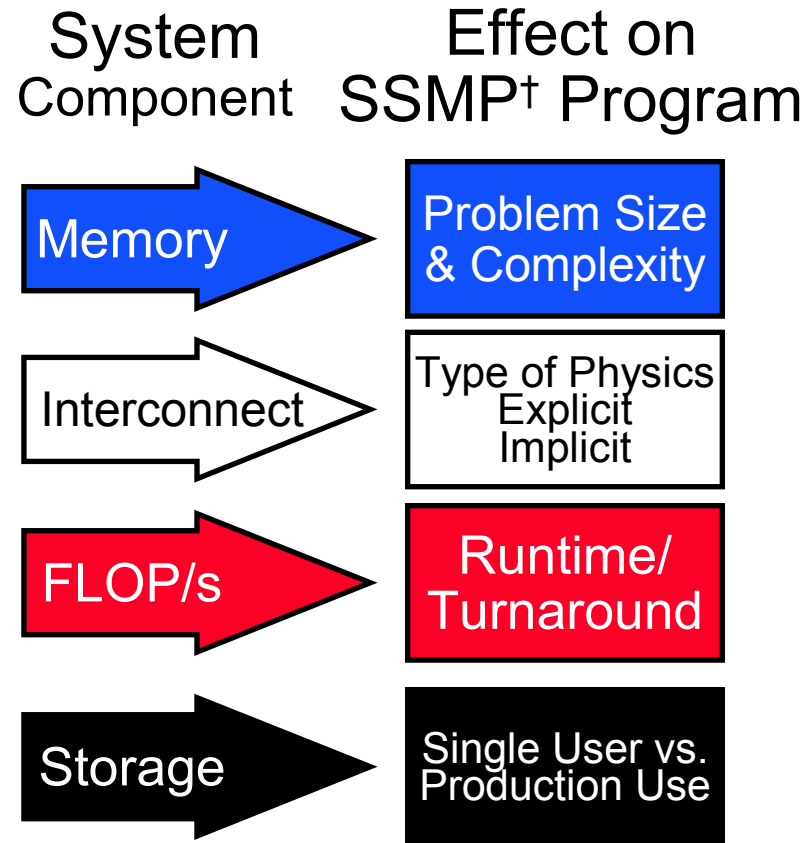 System
Component
Effect on
SSMP† Program
Memory
Problem Size
& Complexity
Interconnect
Type of Physics
Explicit
Implicit
FLOP/s
Runtime/
Turnaround
Storage
Single User vs.
Production Use